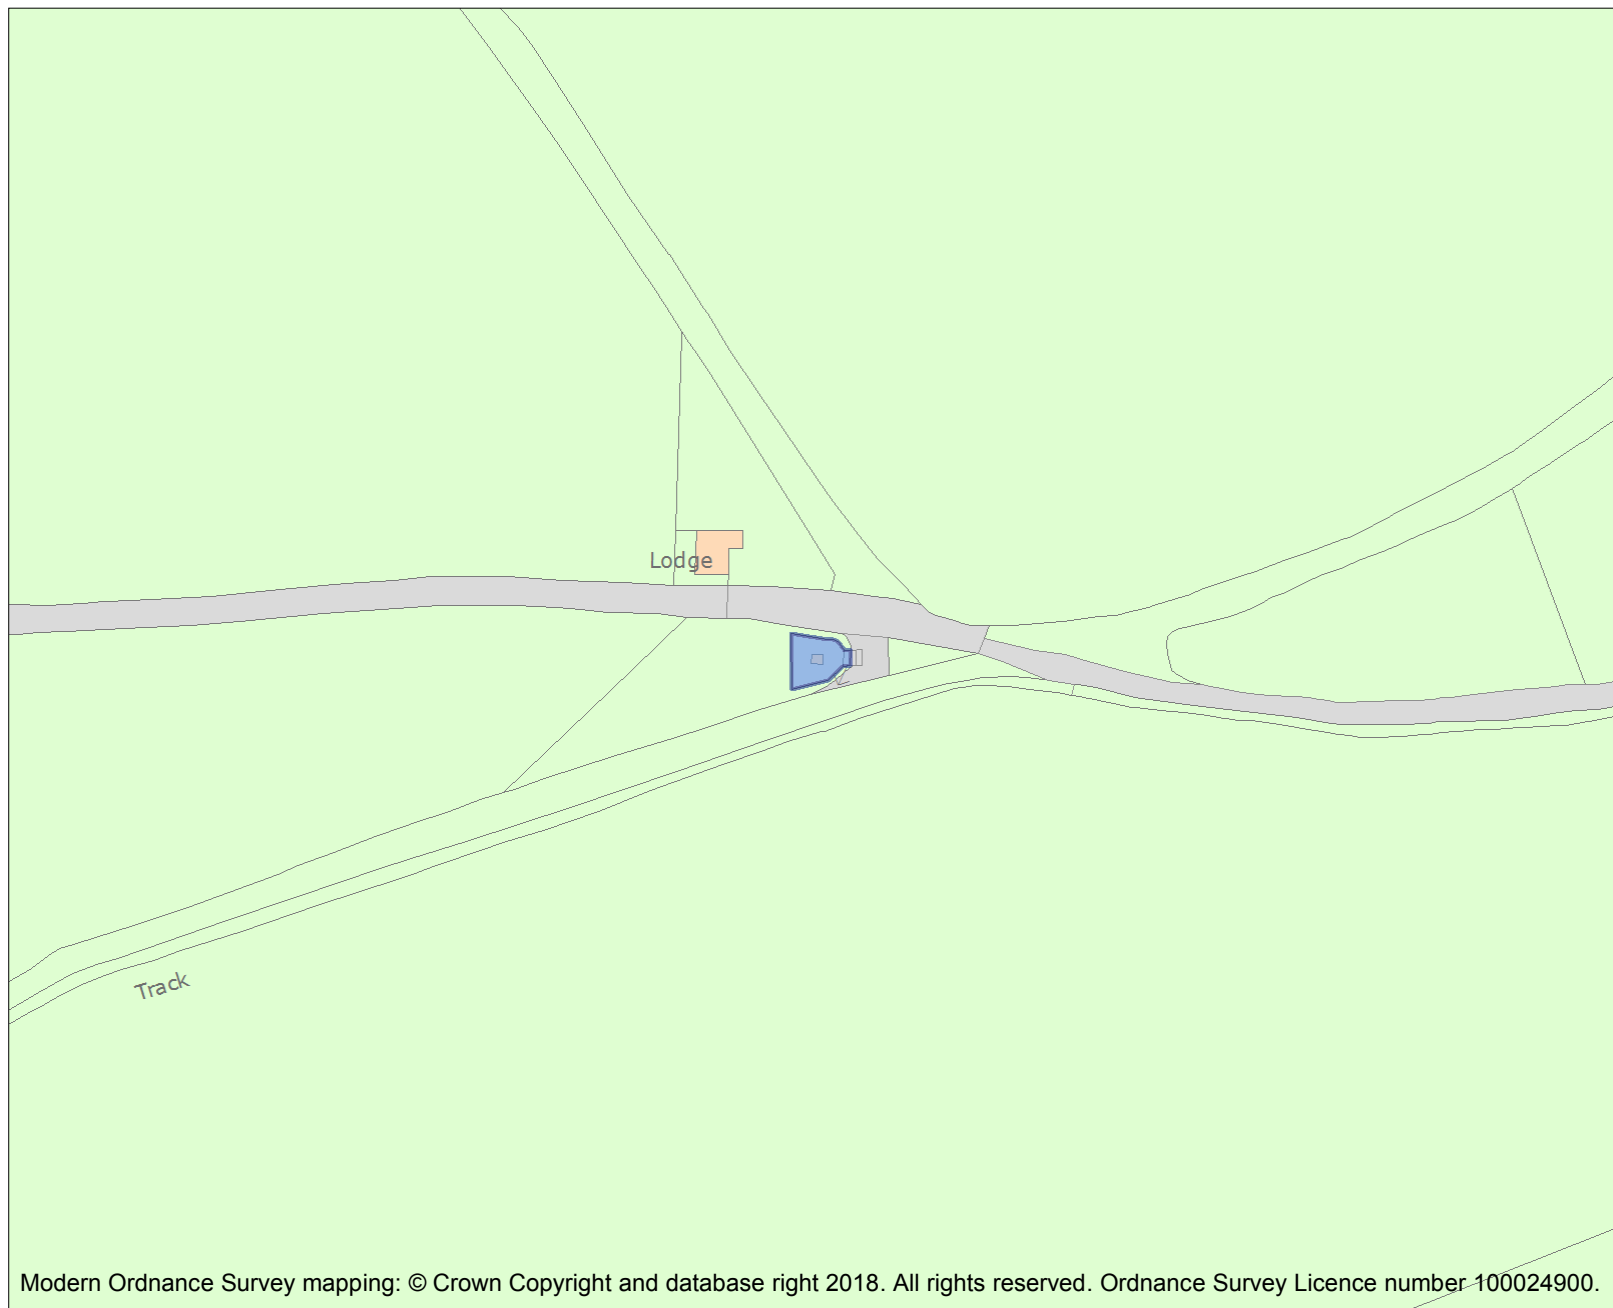 Lodge
Track
Modern Ordnance Survey mapping: © Crown Copyright and database right 2018. All rights reserved. Ordnance Survey Licence number 100024900.